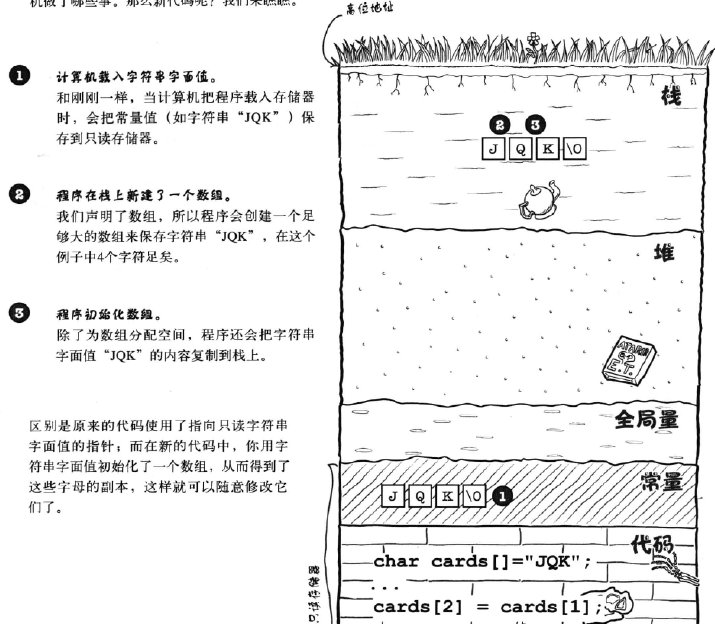 机做了哪些事。那么新代码呢？我们来瞧瞧。
高位地址
1 计算机载入字符串字面值。
和刚刚一样，当计算机把程序载入存储器
时，会把常量值（如字符串“JQK”）保
存到只读存储器。
2 程序在栈上新建了一个数组。
我们声明了数组，所以程序会创建一个足
够大的数组来保存字符串“JQK”，在这个
例子中4个字符足矣。
3 程序初始化数组。
除了为数组分配空间，程序还会把字符串
字面值“JQK”的内容复制到栈上。
区别是原来的代码使用了指向只读字符串
字面值的指针；而在新的代码中，你用字
符串字面值初始化了一个数组，从而得到了
这些字母的副本，这样就可以随意修改它
们了。
栈
2 3
J Q K \0
堆
ATARI
E.T.
全局量
常量
J Q K \0 1
代码
char cards[]="JQK";
...
cards[2] = cards[1];